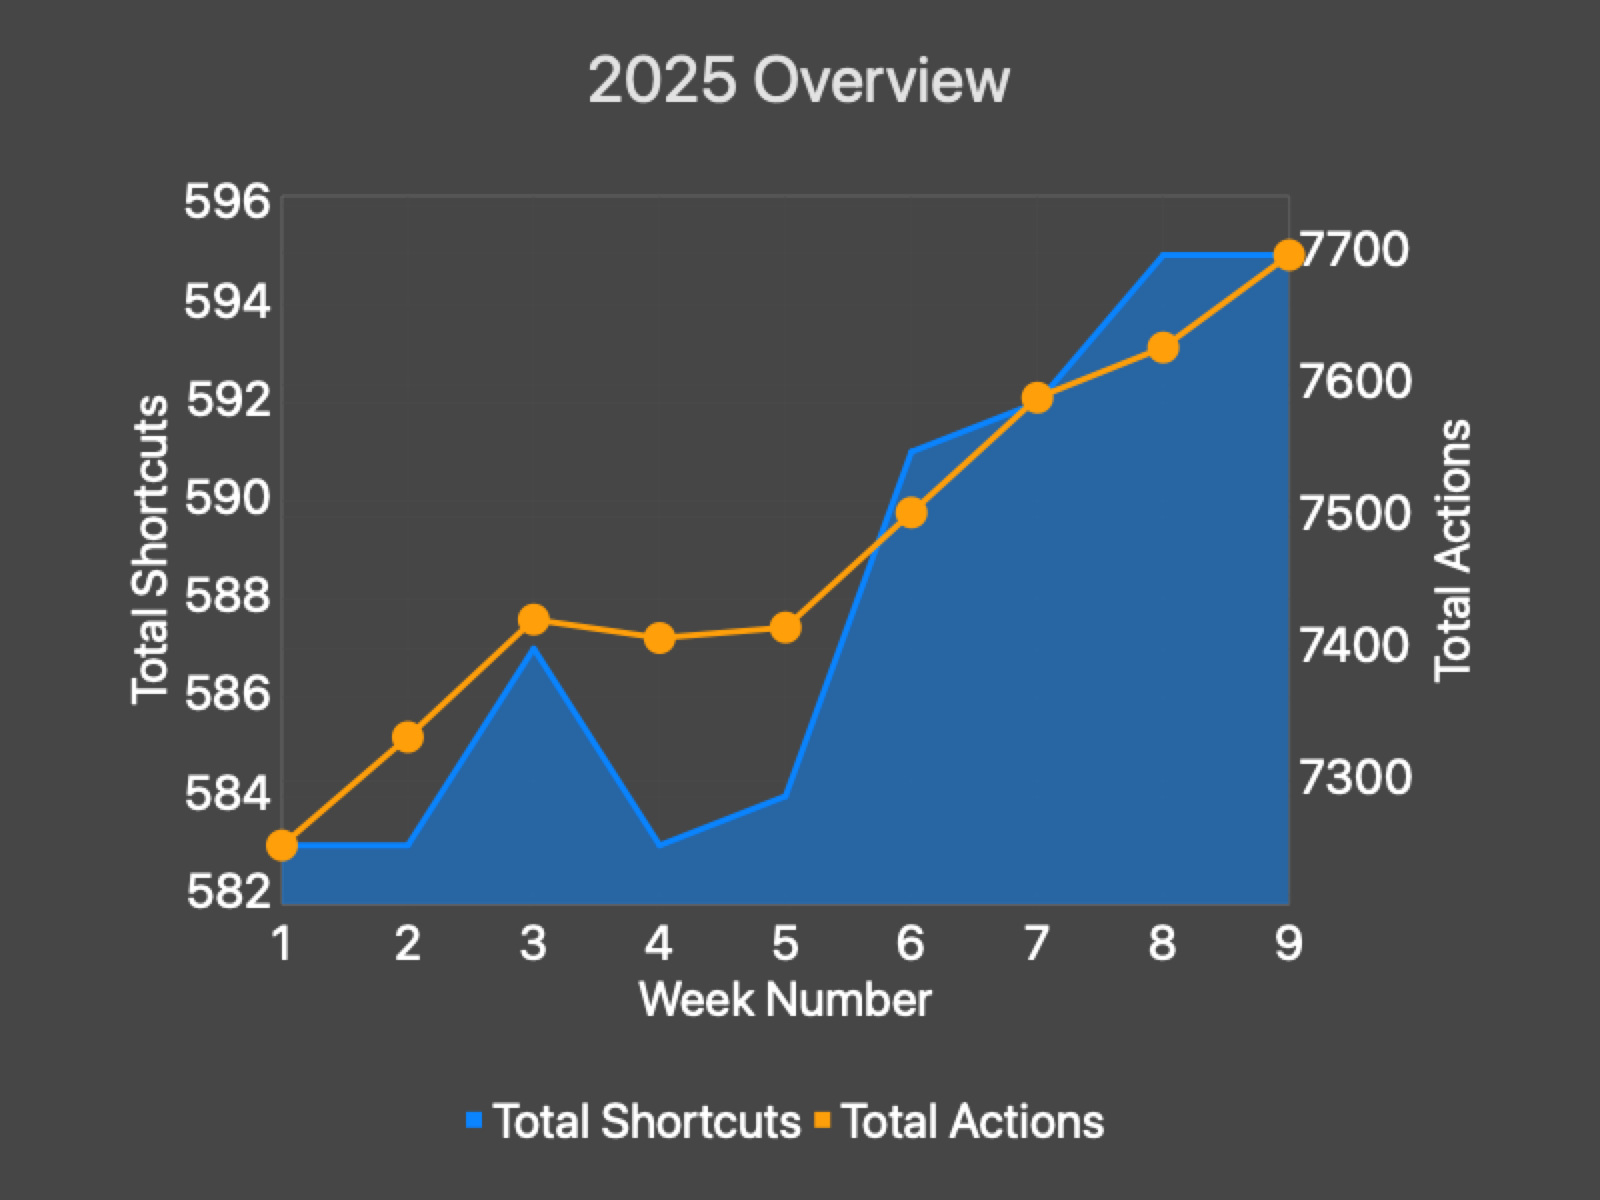 2025 Overview
596
594
592
590
588
586
584
582
Total Shortcuts
7700
7600
7500
7400
7300
Total Actions
1 2 3 4 5 6 7 8 9
Week Number
Total Shortcuts Total Actions